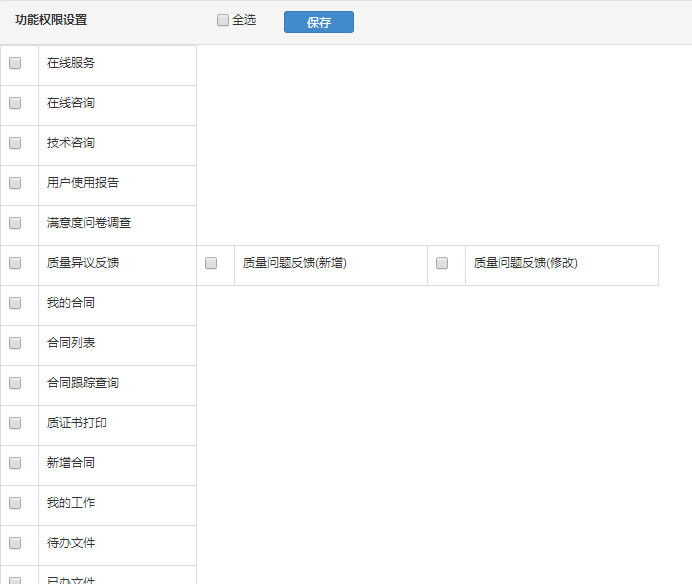 功能权限设置 全选 保存
在线服务
在线咨询
技术咨询
用户使用报告
满意度问卷调查
质量异议反馈 质量问题反馈(新增) 质量问题反馈(修改)
我的合同
合同列表
合同跟踪查询
质证书打印
新增合同
我的工作
待办文件
已办文件